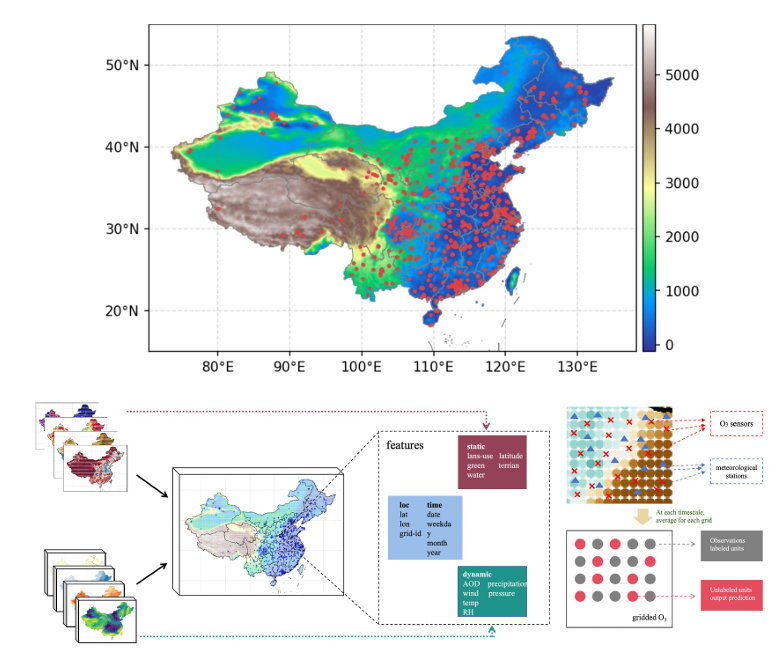 50°N
40°N
30°N
20°N
80°E
90°E
100°E
110°E
120°E
130°E
5000
4000
3000
2000
1000
0
features
static
lans-use latitude
green terrian
water
loc time
lat date
lon weekda
grid-id y
month
year
dynamic
AOD precipitation
wind pressure
temp
RH
O₃ sensors
meteorological
stations
At each timescale,
average for each grid
Observations
labeled units
Unlabeled units
output prediction
gridded O₃